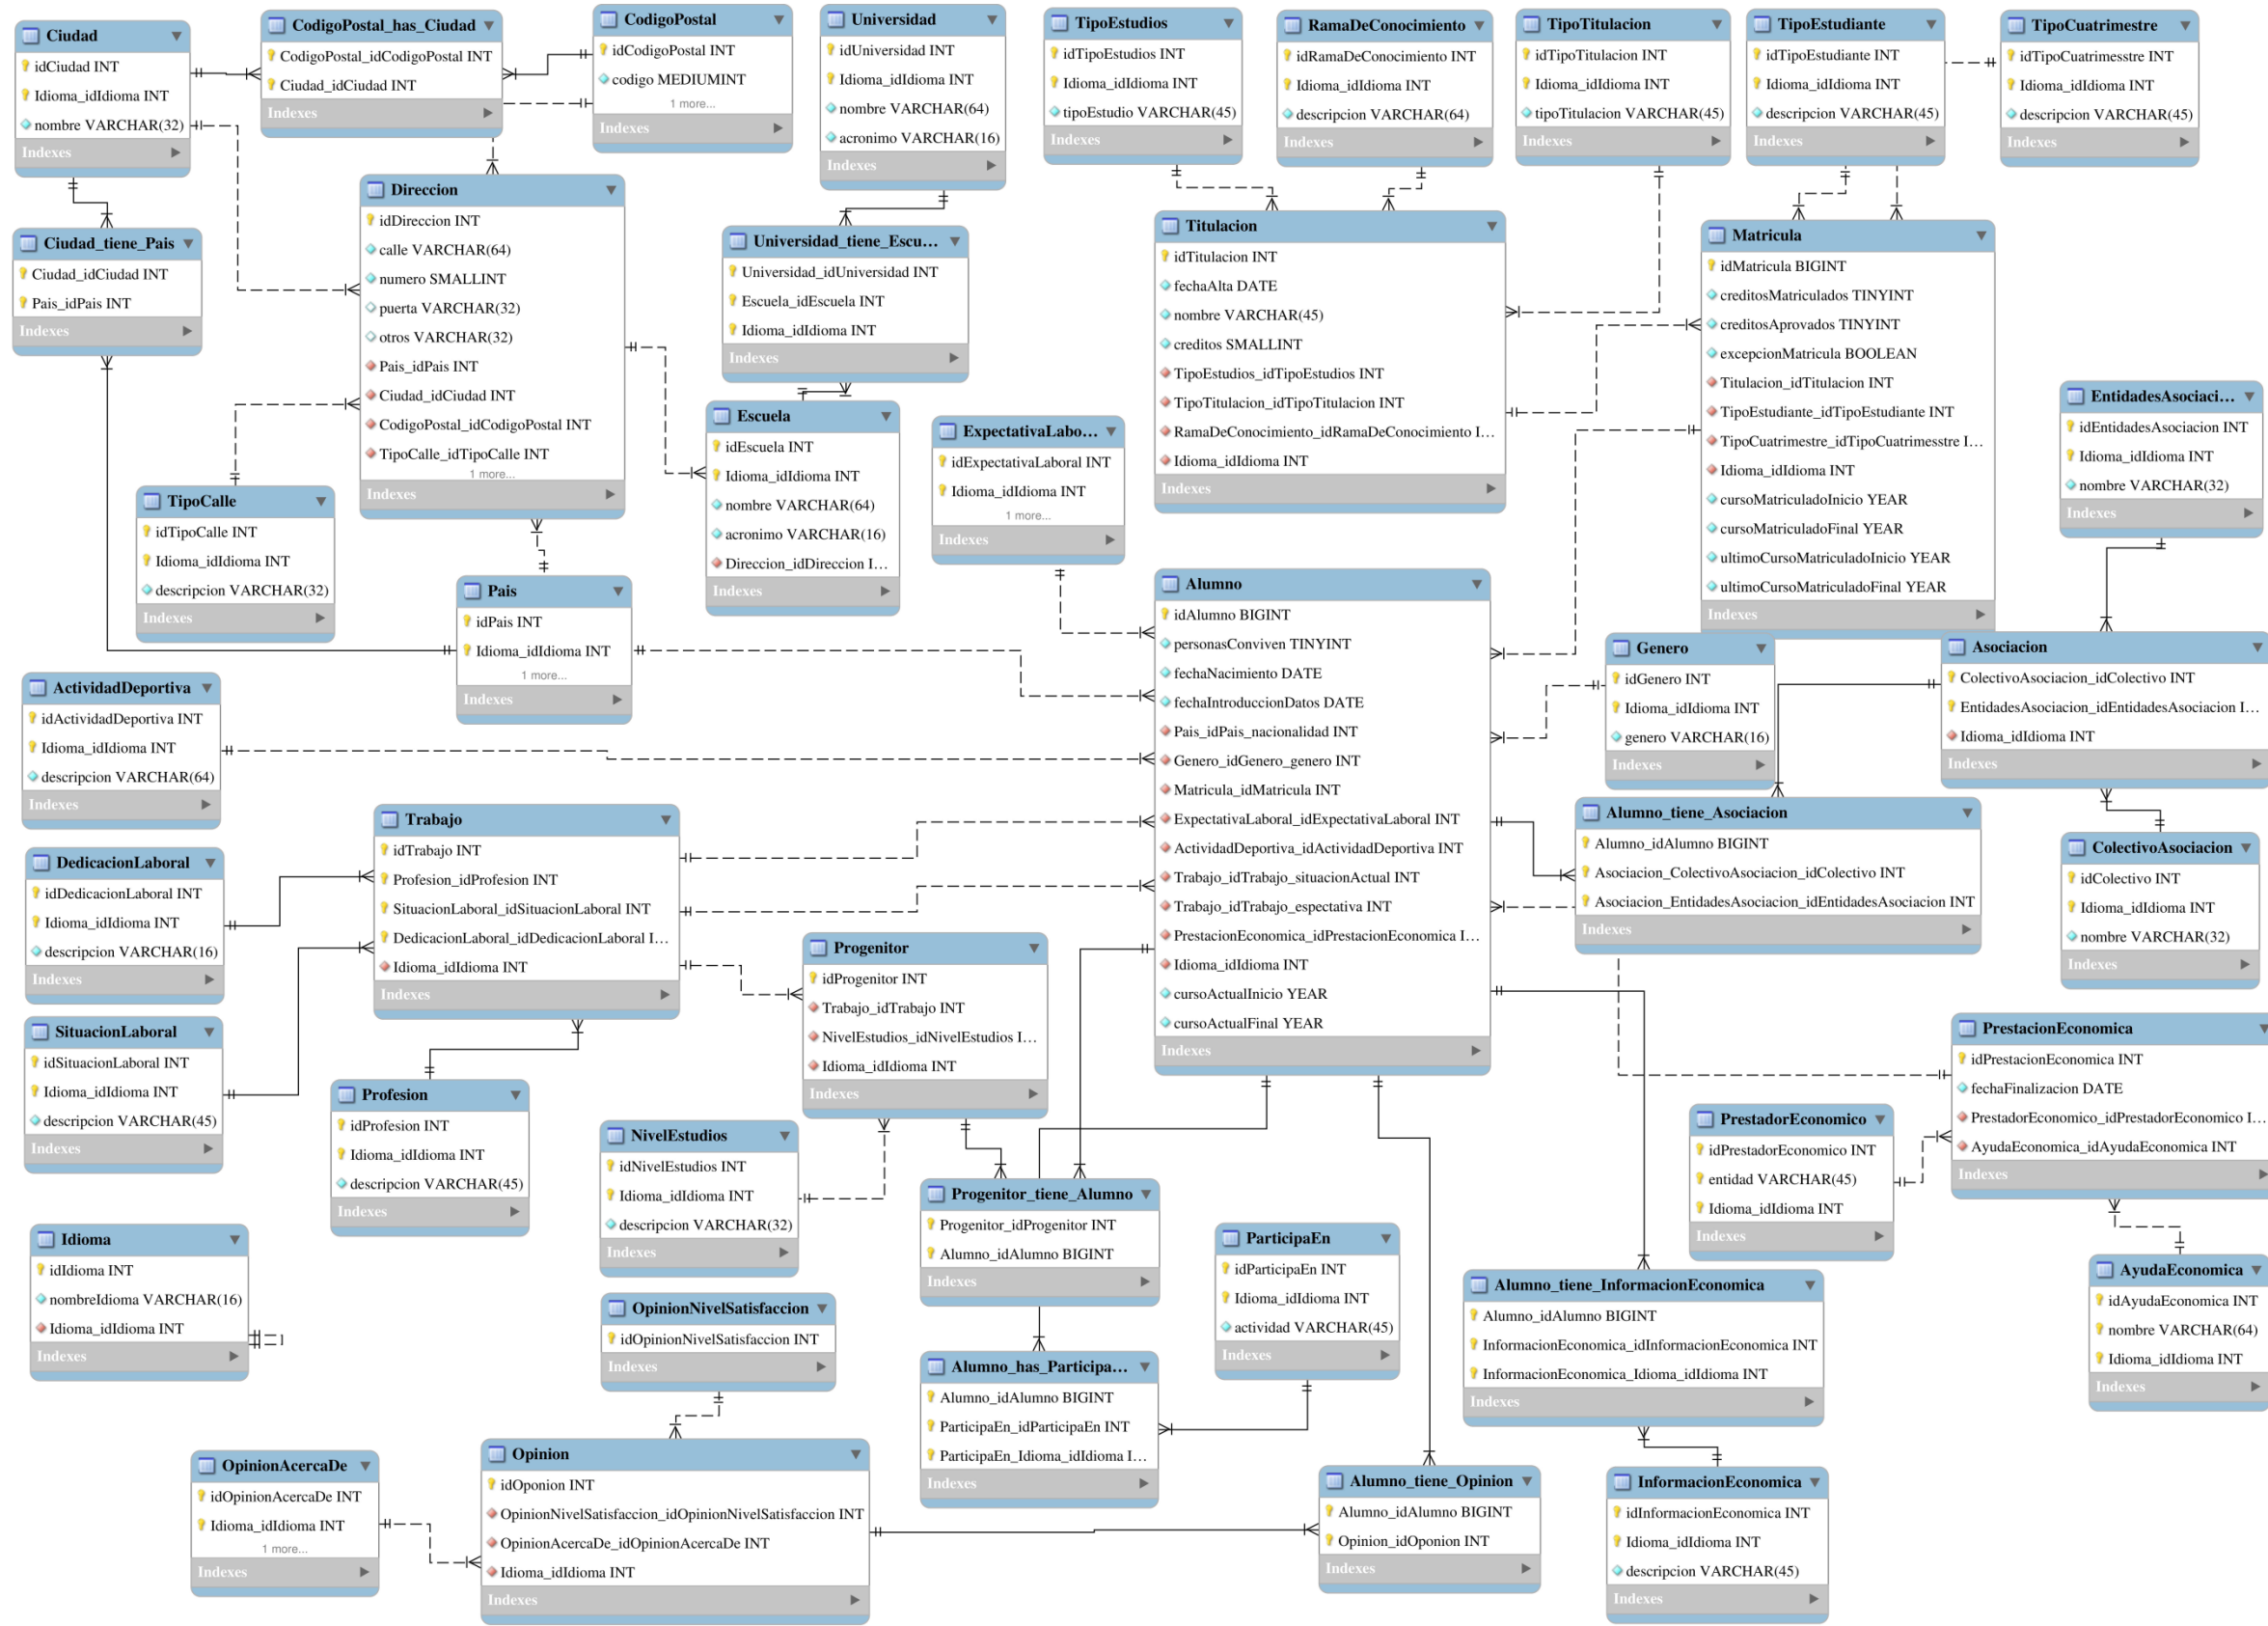 Ciudad
idCiudad INT
Idioma_idIdioma INT
nombre VARCHAR(32)
Indexes
CodigoPostal_has_Ciudad
CodigoPostal_idCodigoPostal INT
Ciudad_idCiudad INT
Indexes
CodigoPostal
idCodigoPostal INT
codigo MEDIUMINT
1 more...
Indexes
Universidad
idUniversidad INT
Idioma_idIdioma INT
nombre VARCHAR(64)
acronimo VARCHAR(16)
Indexes
TipoEstudios
idTipoEstudios INT
Idioma_idIdioma INT
tipoEstudio VARCHAR(45)
Indexes
RamaDeConocimiento
idRamaDeConocimiento INT
Idioma_idIdioma INT
descripcion VARCHAR(64)
Indexes
TipoTitulacion
idTipoTitulacion INT
Idioma_idIdioma INT
tipoTitulacion VARCHAR(45)
Indexes
TipoEstudiante
idTipoEstudiante INT
Idioma_idIdioma INT
descripcion VARCHAR(45)
Indexes
TipoCuatrimestre
idTipoCuatrimesstre INT
Idioma_idIdioma INT
descripcion VARCHAR(45)
Indexes
Ciudad_tiene_Pais
Ciudad_idCiudad INT
Pais_idPais INT
Indexes
Direccion
idDireccion INT
calle VARCHAR(64)
numero SMALLINT
puerta VARCHAR(32)
otros VARCHAR(32)
Pais_idPais INT
Ciudad_idCiudad INT
CodigoPostal_idCodigoPostal INT
TipoCalle_idTipoCalle INT
1 more...
Indexes
Universidad_tiene_Escu...
Universidad_idUniversidad INT
Escuela_idEscuela INT
Idioma_idIdioma INT
Indexes
Titulacion
idTitulacion INT
fechaAlta DATE
nombre VARCHAR(45)
creditos SMALLINT
TipoEstudios_idTipoEstudios INT
TipoTitulacion_idTipoTitulacion INT
RamaDeConocimiento_idRamaDeConocimiento I...
Idioma_idIdioma INT
Indexes
Matricula
idMatricula BIGINT
creditosMatriculados TINYINT
creditosAprovados TINYINT
excepcionMatricula BOOLEAN
Titulacion_idTitulacion INT
TipoEstudiante_idTipoEstudiante INT
TipoCuatrimestre_idTipoCuatrimesstre I...
Idioma_idIdioma INT
cursoMatriculadoInicio YEAR
cursoMatriculadoFinal YEAR
ultimoCursoMatriculadoInicio YEAR
ultimoCursoMatriculadoFinal YEAR
Indexes
EntidadesAsociaci...
idEntidadesAsociacion INT
Idioma_idIdioma INT
nombre VARCHAR(32)
Indexes
Escuela
idEscuela INT
Idioma_idIdioma INT
nombre VARCHAR(64)
acronimo VARCHAR(16)
Direccion_idDireccion I...
Indexes
ExpectativaLabo...
idExpectativaLaboral INT
Idioma_idIdioma INT
1 more...
Indexes
TipoCalle
idTipoCalle INT
Idioma_idIdioma INT
descripcion VARCHAR(32)
Indexes
Pais
idPais INT
Idioma_idIdioma INT
1 more...
Indexes
Alumno
idAlumno BIGINT
personasConviven TINYINT
fechaNacimiento DATE
fechaIntroduccionDatos DATE
Pais_idPais_nacionalidad INT
Genero_idGenero_genero INT
Matricula_idMatricula INT
ExpectativaLaboral_idExpectativaLaboral INT
ActividadDeportiva_idActividadDeportiva INT
Trabajo_idTrabajo_situacionActual INT
Trabajo_idTrabajo_espectativa INT
PrestacionEconomica_idPrestacionEconomica I...
Idioma_idIdioma INT
cursoActualInicio YEAR
cursoActualFinal YEAR
Indexes
Genero
idGenero INT
Idioma_idIdioma INT
genero VARCHAR(16)
Indexes
Asociacion
ColectivoAsociacion_idColectivo INT
EntidadesAsociacion_idEntidadesAsociacion I...
Idioma_idIdioma INT
Indexes
ActividadDeportiva
idActividadDeportiva INT
Idioma_idIdioma INT
descripcion VARCHAR(64)
Indexes
Trabajo
idTrabajo INT
Profesion_idProfesion INT
SituacionLaboral_idSituacionLaboral INT
DedicacionLaboral_idDedicacionLaboral I...
Idioma_idIdioma INT
Indexes
Alumno_tiene_Asociacion
Alumno_idAlumno BIGINT
Asociacion_ColectivoAsociacion_idColectivo INT
Asociacion_EntidadesAsociacion_idEntidadesAsociacion INT
Indexes
ColectivoAsociacion
idColectivo INT
Idioma_idIdioma INT
nombre VARCHAR(32)
Indexes
DedicacionLaboral
idDedicacionLaboral INT
Idioma_idIdioma INT
descripcion VARCHAR(16)
Indexes
Progenitor
idProgenitor INT
Trabajo_idTrabajo INT
NivelEstudios_idNivelEstudios I...
Idioma_idIdioma INT
Indexes
SituacionLaboral
idSituacionLaboral INT
Idioma_idIdioma INT
descripcion VARCHAR(45)
Indexes
PrestacionEconomica
idPrestacionEconomica INT
fechaFinalizacion DATE
PrestadorEconomico_idPrestadorEconomico I...
AyudaEconomica_idAyudaEconomica INT
Indexes
Profesion
idProfesion INT
Idioma_idIdioma INT
descripcion VARCHAR(45)
Indexes
NivelEstudios
idNivelEstudios INT
Idioma_idIdioma INT
descripcion VARCHAR(32)
Indexes
PrestadorEconomico
idPrestadorEconomico INT
entidad VARCHAR(45)
Idioma_idIdioma INT
Indexes
Progenitor_tiene_Alumno
Progenitor_idProgenitor INT
Alumno_idAlumno BIGINT
Indexes
ParticipaEn
idParticipaEn INT
Idioma_idIdioma INT
actividad VARCHAR(45)
Indexes
Idioma
idIdioma INT
nombreIdioma VARCHAR(16)
Idioma_idIdioma INT
Indexes
AyudaEconomica
idAyudaEconomica INT
nombre VARCHAR(64)
Idioma_idIdioma INT
Indexes
Alumno_tiene_InformacionEconomica
Alumno_idAlumno BIGINT
InformacionEconomica_idInformacionEconomica INT
InformacionEconomica_Idioma_idIdioma INT
Indexes
OpinionNivelSatisfaccion
idOpinionNivelSatisfaccion INT
Indexes
Alumno_has_Participa...
Alumno_idAlumno BIGINT
ParticipaEn_idParticipaEn INT
ParticipaEn_Idioma_idIdioma I...
Indexes
OpinionAcercaDe
idOpinionAcercaDe INT
Idioma_idIdioma INT
1 more...
Indexes
Opinion
idOponion INT
OpinionNivelSatisfaccion_idOpinionNivelSatisfaccion INT
OpinionAcercaDe_idOpinionAcercaDe INT
Idioma_idIdioma INT
Indexes
Alumno_tiene_Opinion
Alumno_idAlumno BIGINT
Opinion_idOponion INT
Indexes
InformacionEconomica
idInformacionEconomica INT
Idioma_idIdioma INT
descripcion VARCHAR(45)
Indexes